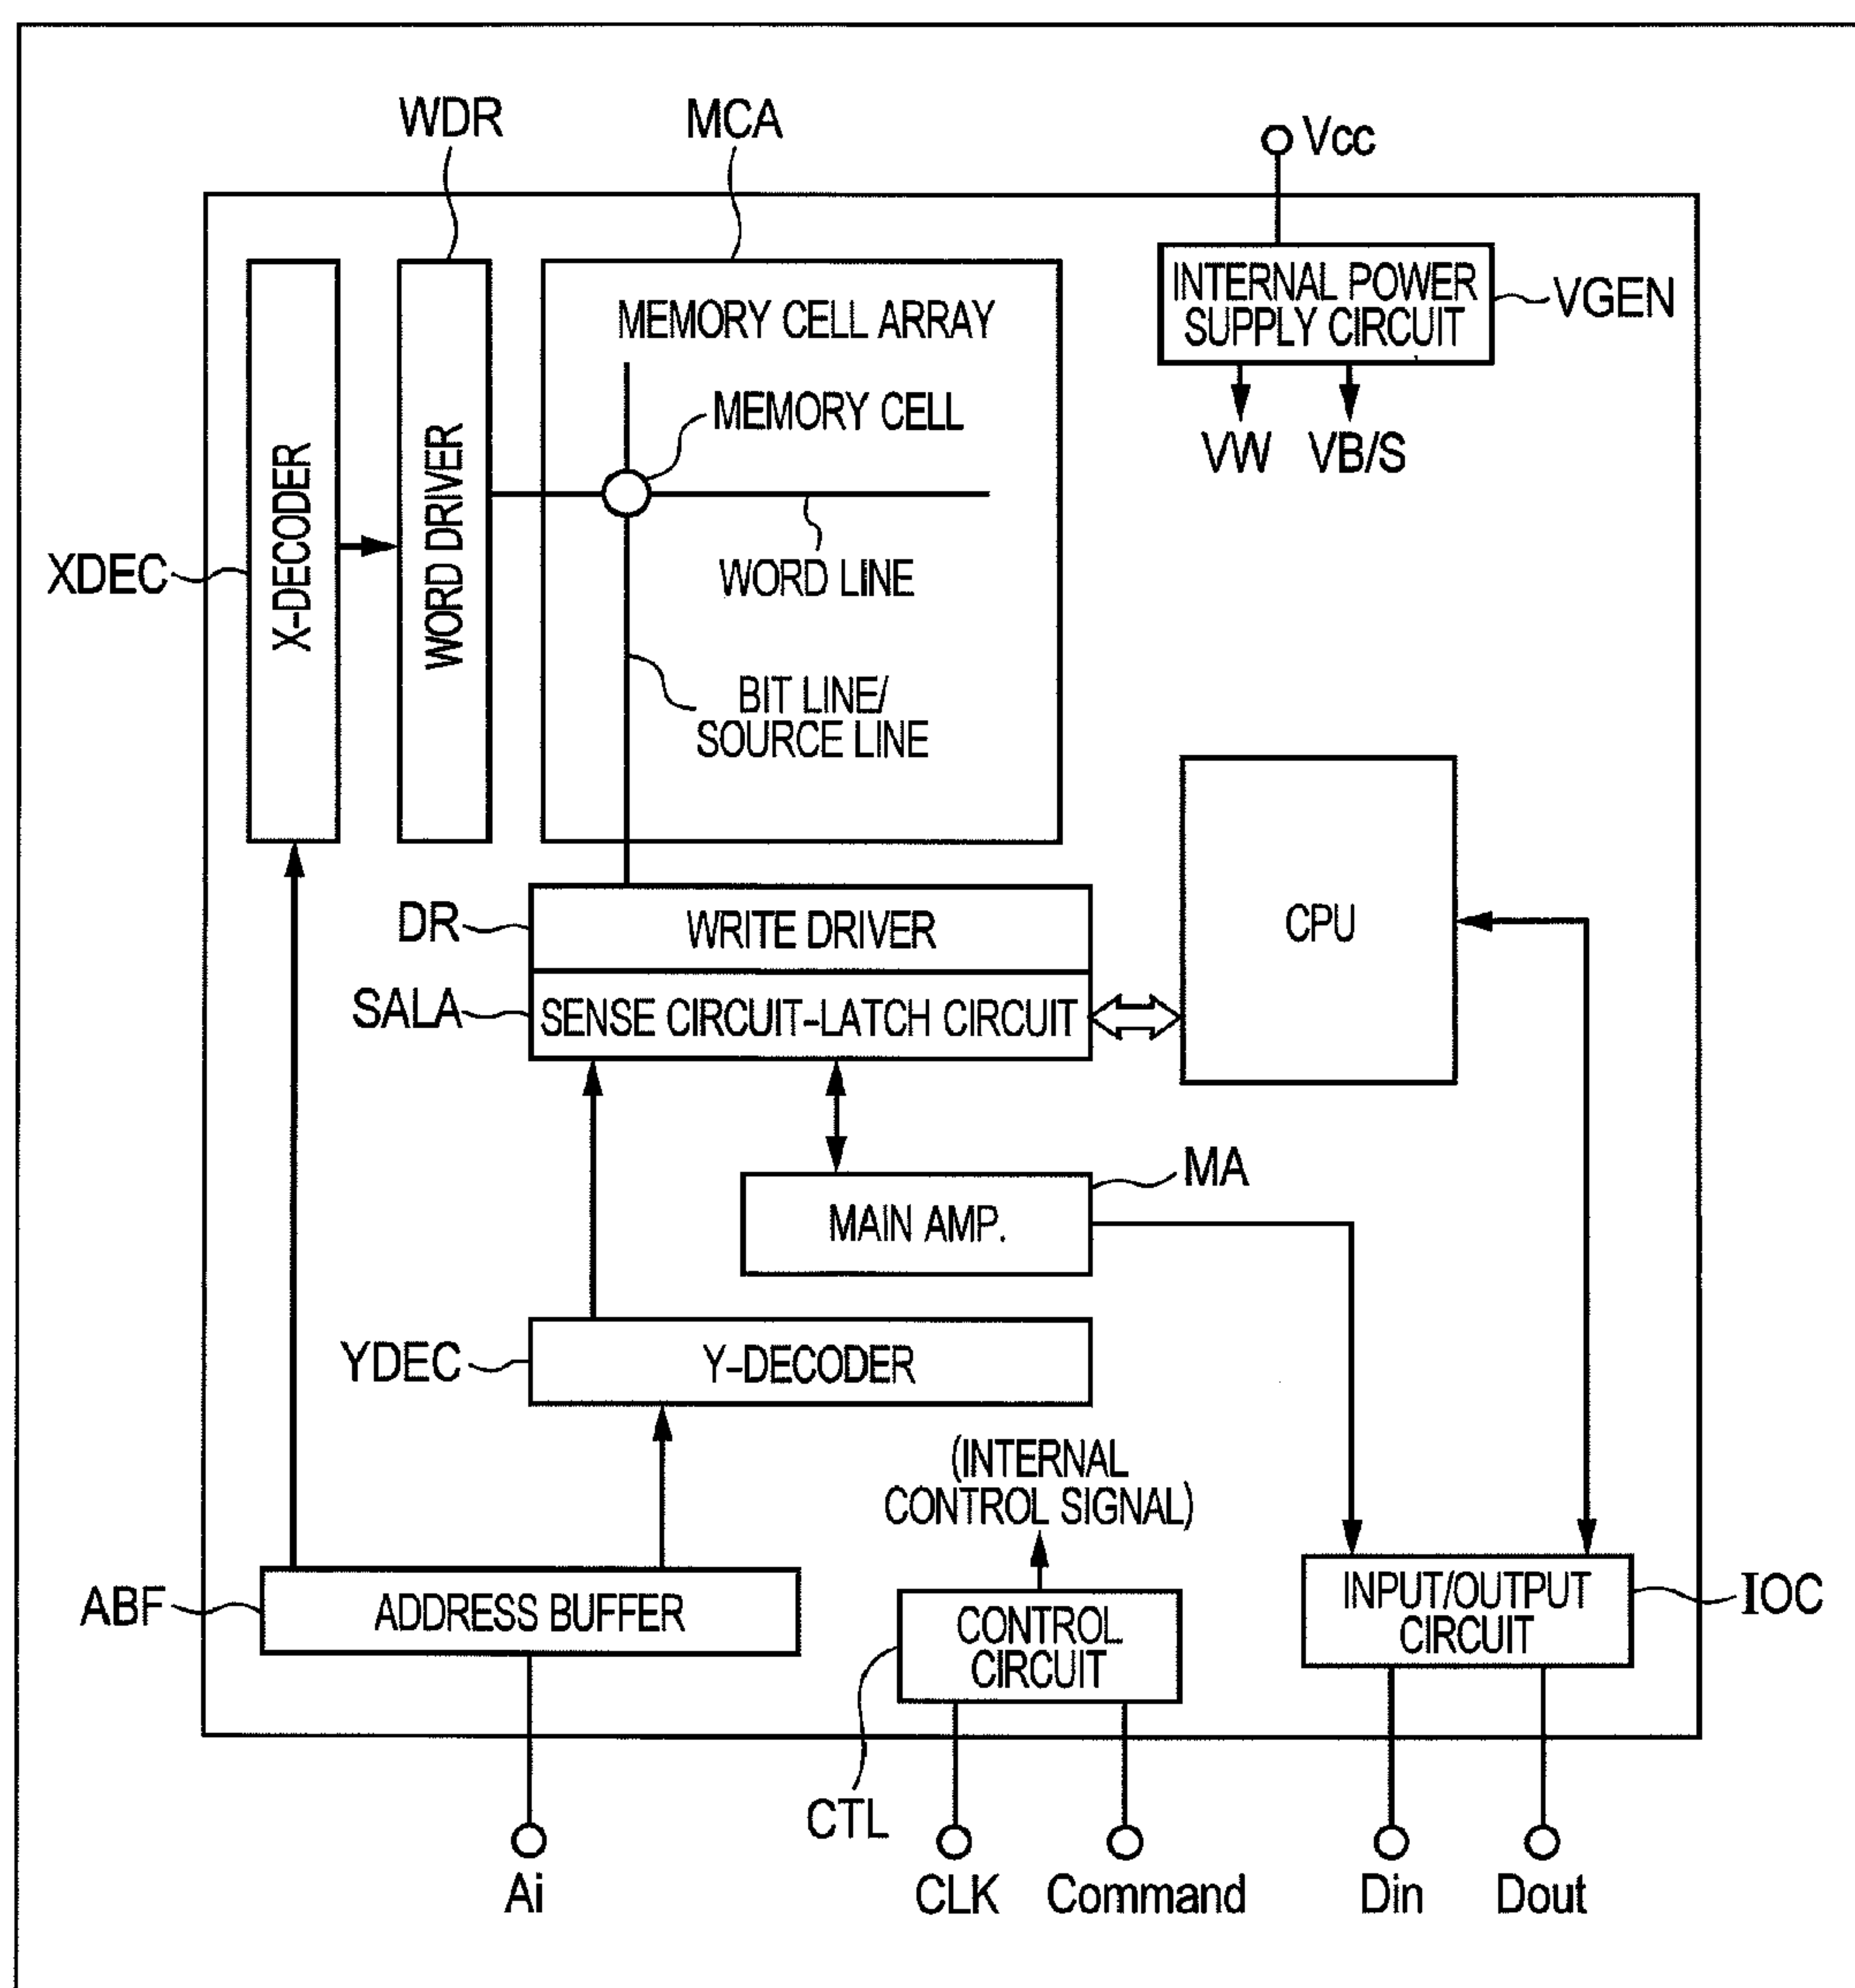 WDR
MCA
Vcc
INTERNAL POWER
SUPPLY CIRCUIT
VGEN
VW
VB/S
MEMORY CELL ARRAY
MEMORY CELL
WORD LINE
BIT LINE/
SOURCE LINE
XDEC
X-DECODER
WORD DRIVER
CPU
DR
WRITE DRIVER
SALA
SENSE CIRCUIT-LATCH CIRCUIT
MA
MAIN AMP.
YDEC
Y-DECODER
(INTERNAL
CONTROL SIGNAL)
ABF
ADDRESS BUFFER
CONTROL
CIRCUIT
INPUT/OUTPUT
CIRCUIT
IOC
CTL
Ai
CLK
Command
Din
Dout